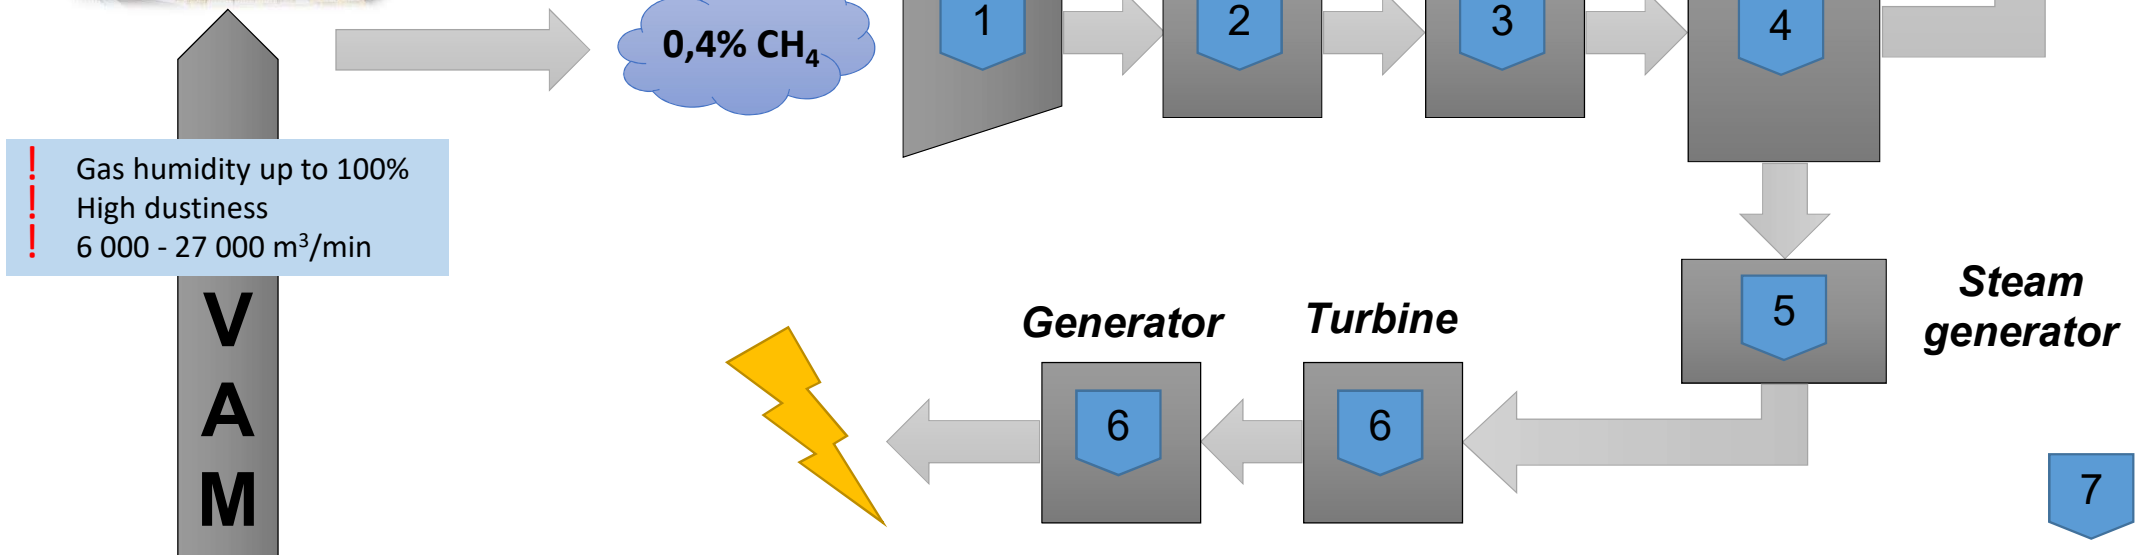 1
2
3
4
0,4% CH₄
! Gas humidity up to 100%
! High dustiness
! 6 000 - 27 000 m³/min
V
A
M
Generator
Turbine
5
Steam
generator
6
6
7